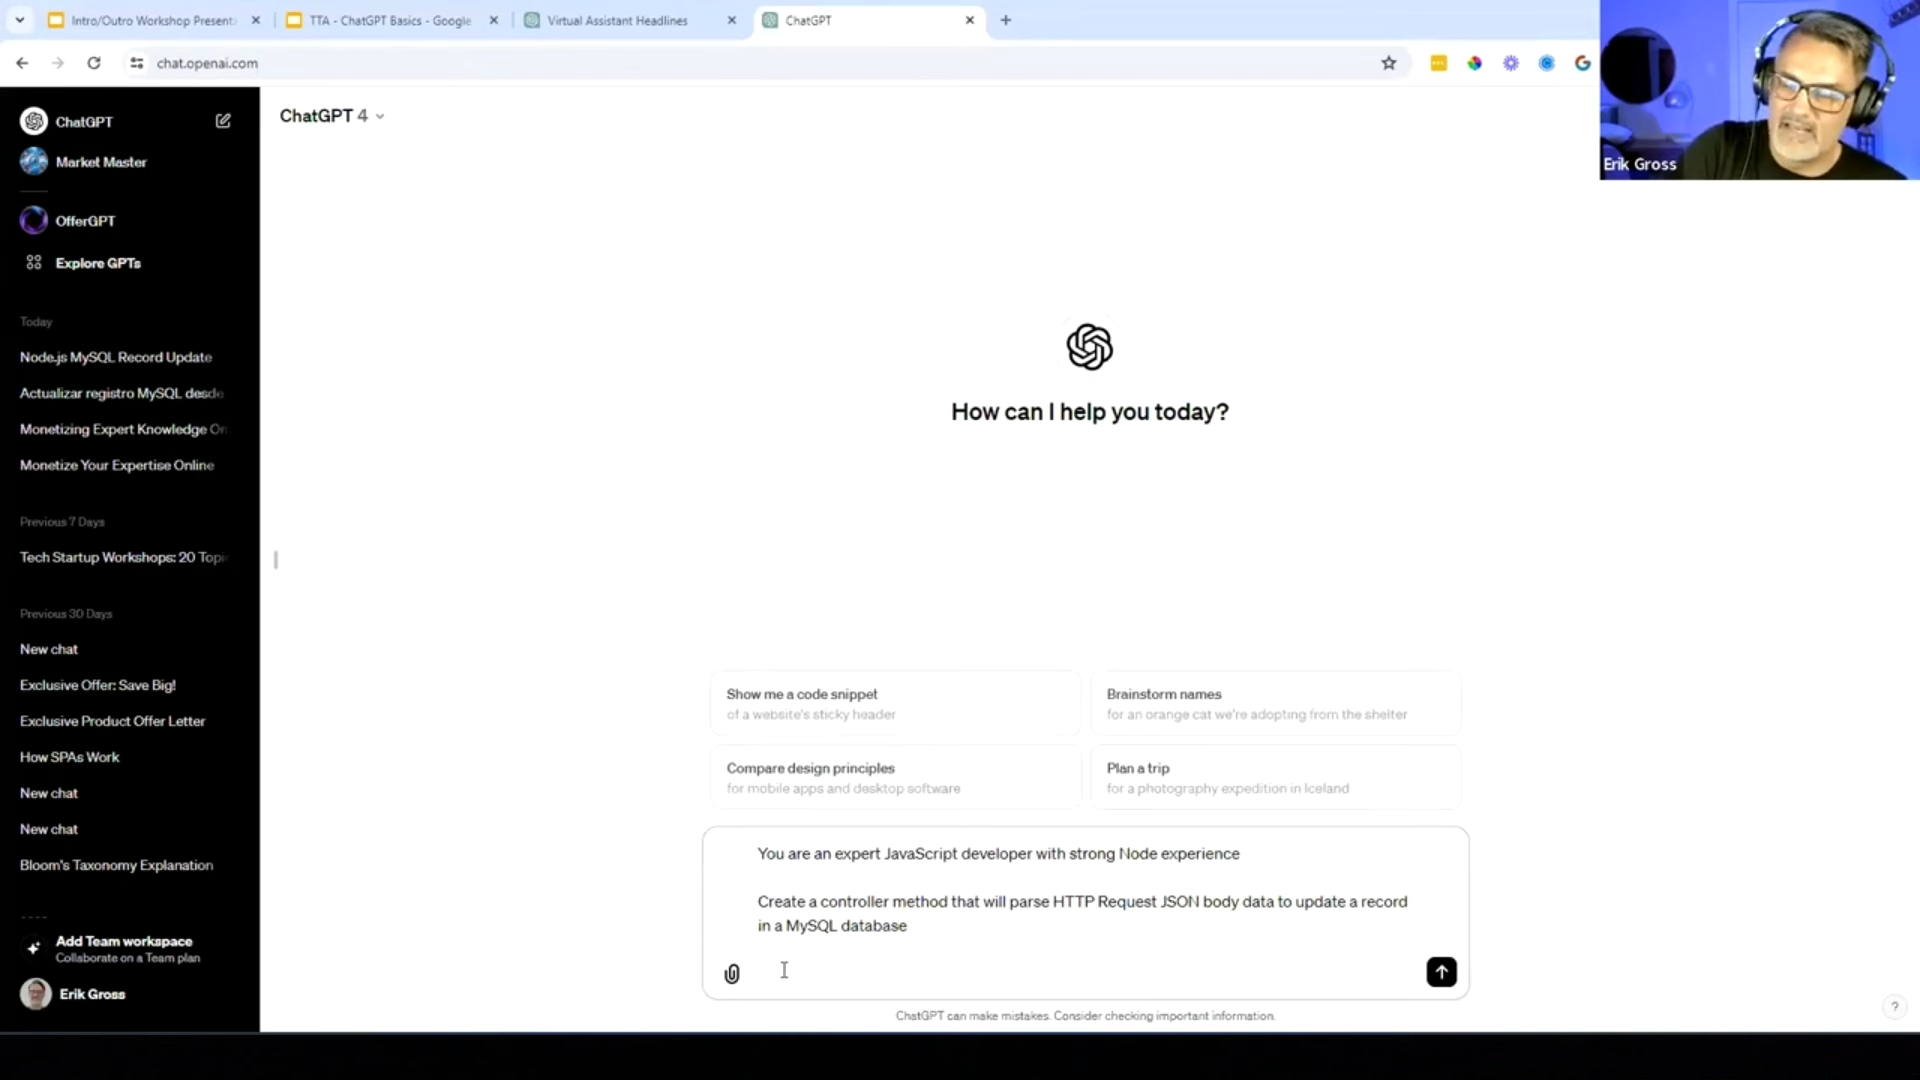 Intro/Outro Workshop Present
TTA - ChatGPT Basics - Google
Virtual Assistant Headlines
ChatGPT
chat.openai.com
Erik Gross
ChatGPT
Market Master
OfferGPT
Explore GPTs
Today
Node.js MySQL Record Update
Actualizar registro MySQL desde
Monetizing Expert Knowledge On
Monetize Your Expertise Online
Previous 7 Days
Tech Startup Workshops: 20 Topi
Previous 30 Days
New chat
Exclusive Offer: Save Big!
Exclusive Product Offer Letter
How SPAs Work
New chat
New chat
Bloom's Taxonomy Explanation
Add Team workspace
Collaborate on a Team plan
Erik Gross
ChatGPT 4
How can I help you today?
Show me a code snippet
of a website's sticky header
Brainstorm names
for an orange cat we're adopting from the shelter
Compare design principles
for mobile apps and desktop software
Plan a trip
for a photography expedition in Iceland
You are an expert JavaScript developer with strong Node experience
Create a controller method that will parse HTTP Request JSON body data to update a record
in a MySQL database
ChatGPT can make mistakes. Consider checking important information.
?